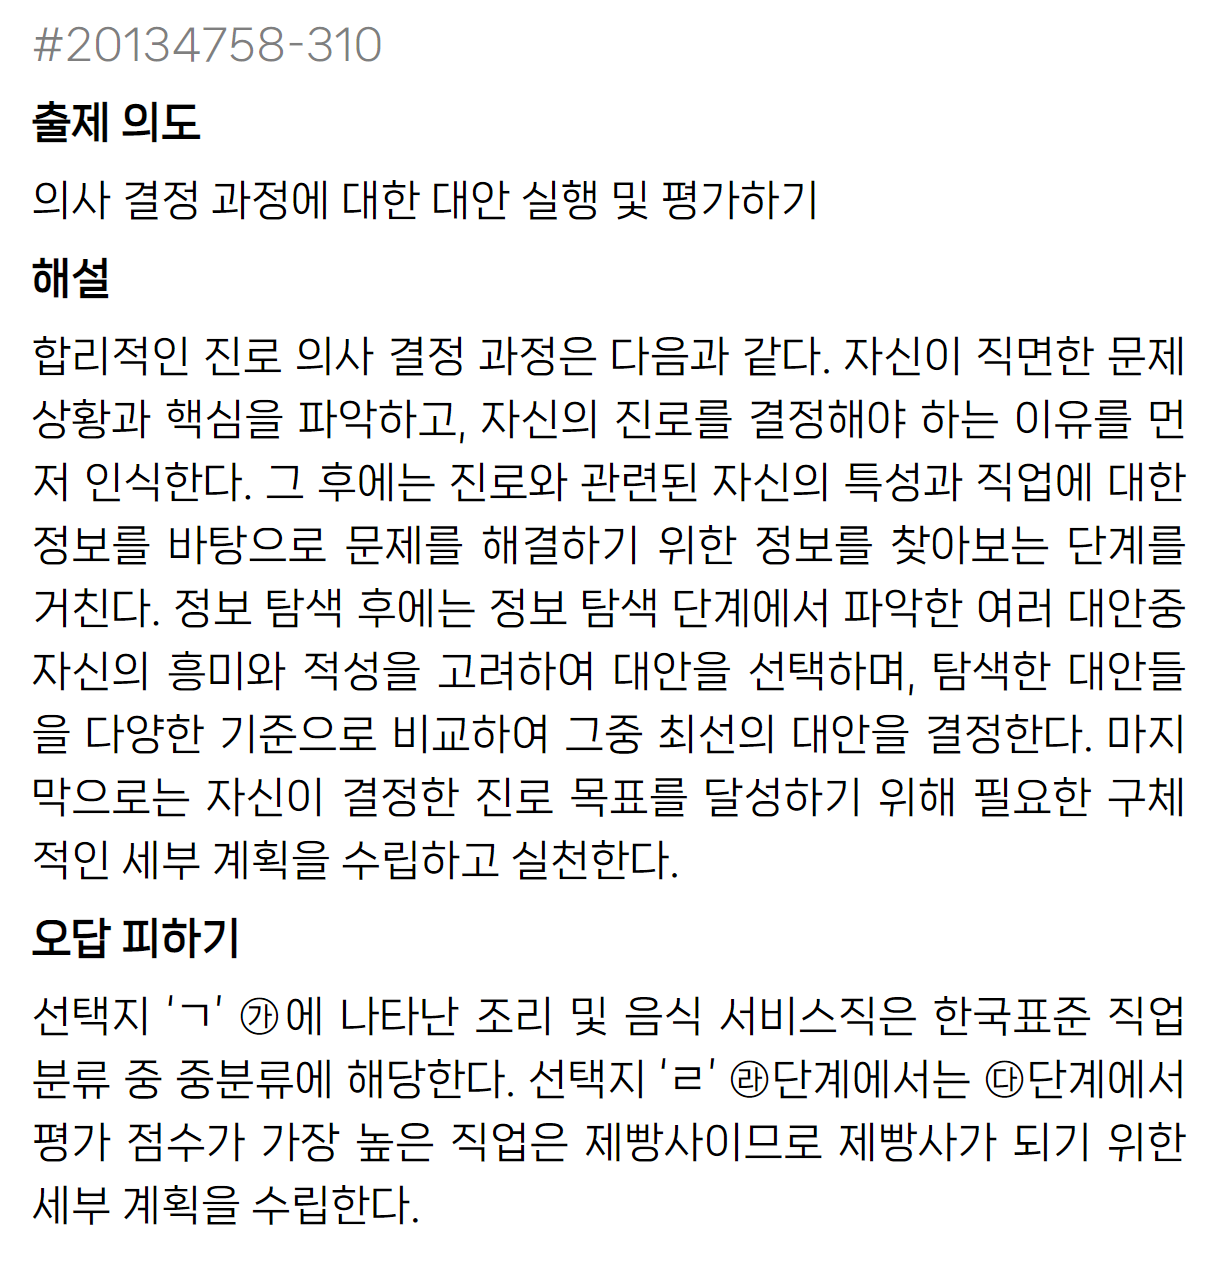 #20134758-310
출제 의도
의사 결정 과정에 대한 대안 실행 및 평가하기
해설
합리적인 진로 의사 결정 과정은 다음과 같다. 자신이 직면한 문제
상황과 핵심을 파악하고, 자신의 진로를 결정해야 하는 이유를 먼
저 인식한다. 그 후에는 진로와 관련된 자신의 특성과 직업에 대한
정보를 바탕으로 문제를 해결하기 위한 정보를 찾아보는 단계를
거친다. 정보 탐색 후에는 정보 탐색 단계에서 파악한 여러 대안중
자신의 흥미와 적성을 고려하여 대안을 선택하며, 탐색한 대안들
을 다양한 기준으로 비교하여 그중 최선의 대안을 결정한다. 마지
막으로는 자신이 결정한 진로 목표를 달성하기 위해 필요한 구체
적인 세부 계획을 수립하고 실천한다.
오답 피하기
선택지 'ㄱ' ㉮에 나타난 조리 및 음식 서비스직은 한국표준 직업
분류 중 중분류에 해당한다. 선택지 'ㄹ' ㉱단계에서는 ㉰단계에서
평가 점수가 가장 높은 직업은 제빵사이므로 제빵사가 되기 위한
세부 계획을 수립한다.